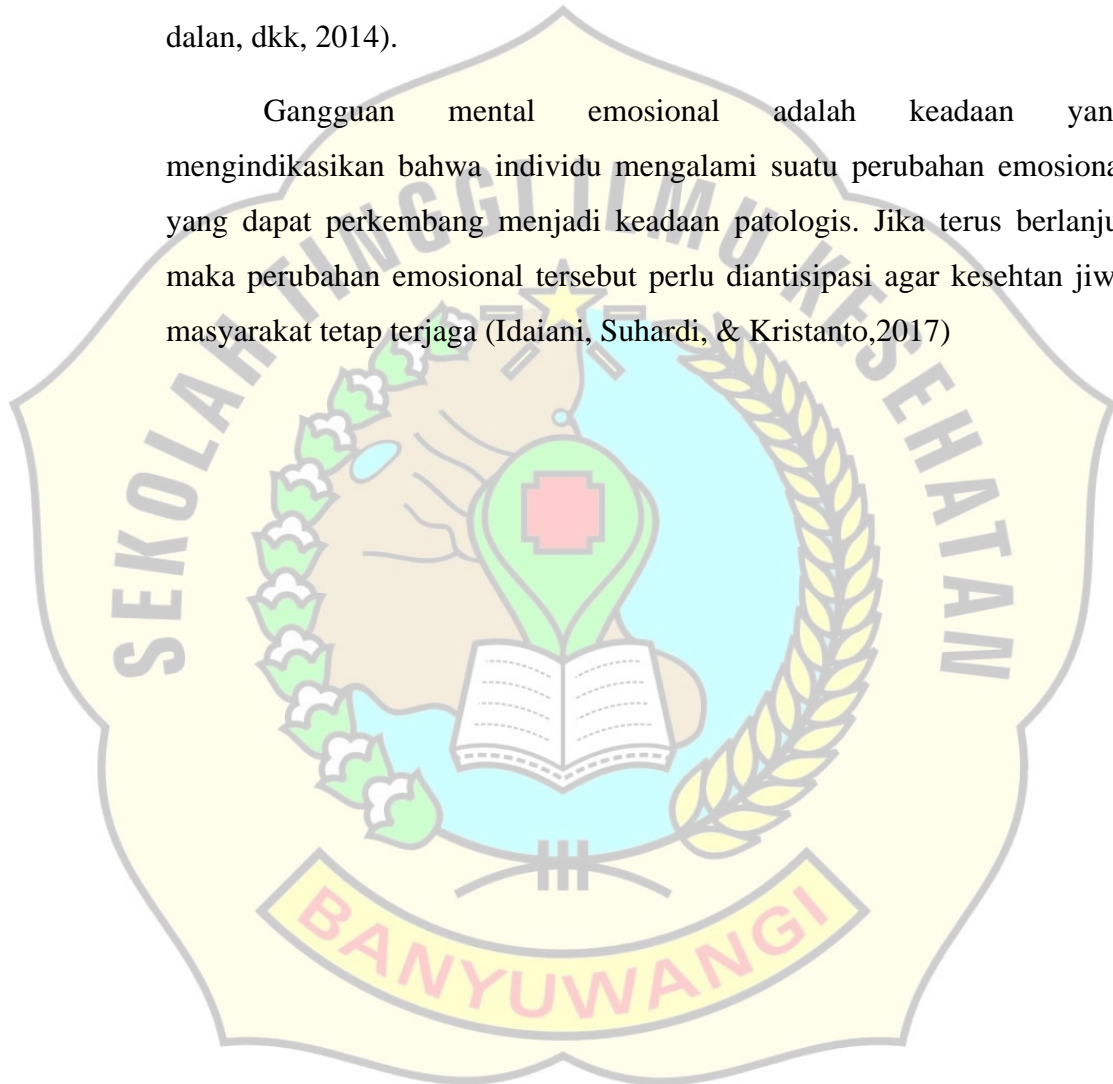 dalan, dkk, 2014).
Gangguan mental emosional adalah keadaan yan
mengindikasikan bahwa individu mengalami suatu perubahan emosiona
yang dapat perkembang menjadi keadaan patologis. Jika terus berlanju
maka perubahan emosional tersebut perlu diantisipasi agar kesehtan jiw
masyarakat tetap terjaga (Idaiani, Suhardi, & Kristanto,2017)
SEKOLAH TINGGI ILMU KESEHATAN
BANYUWANGI